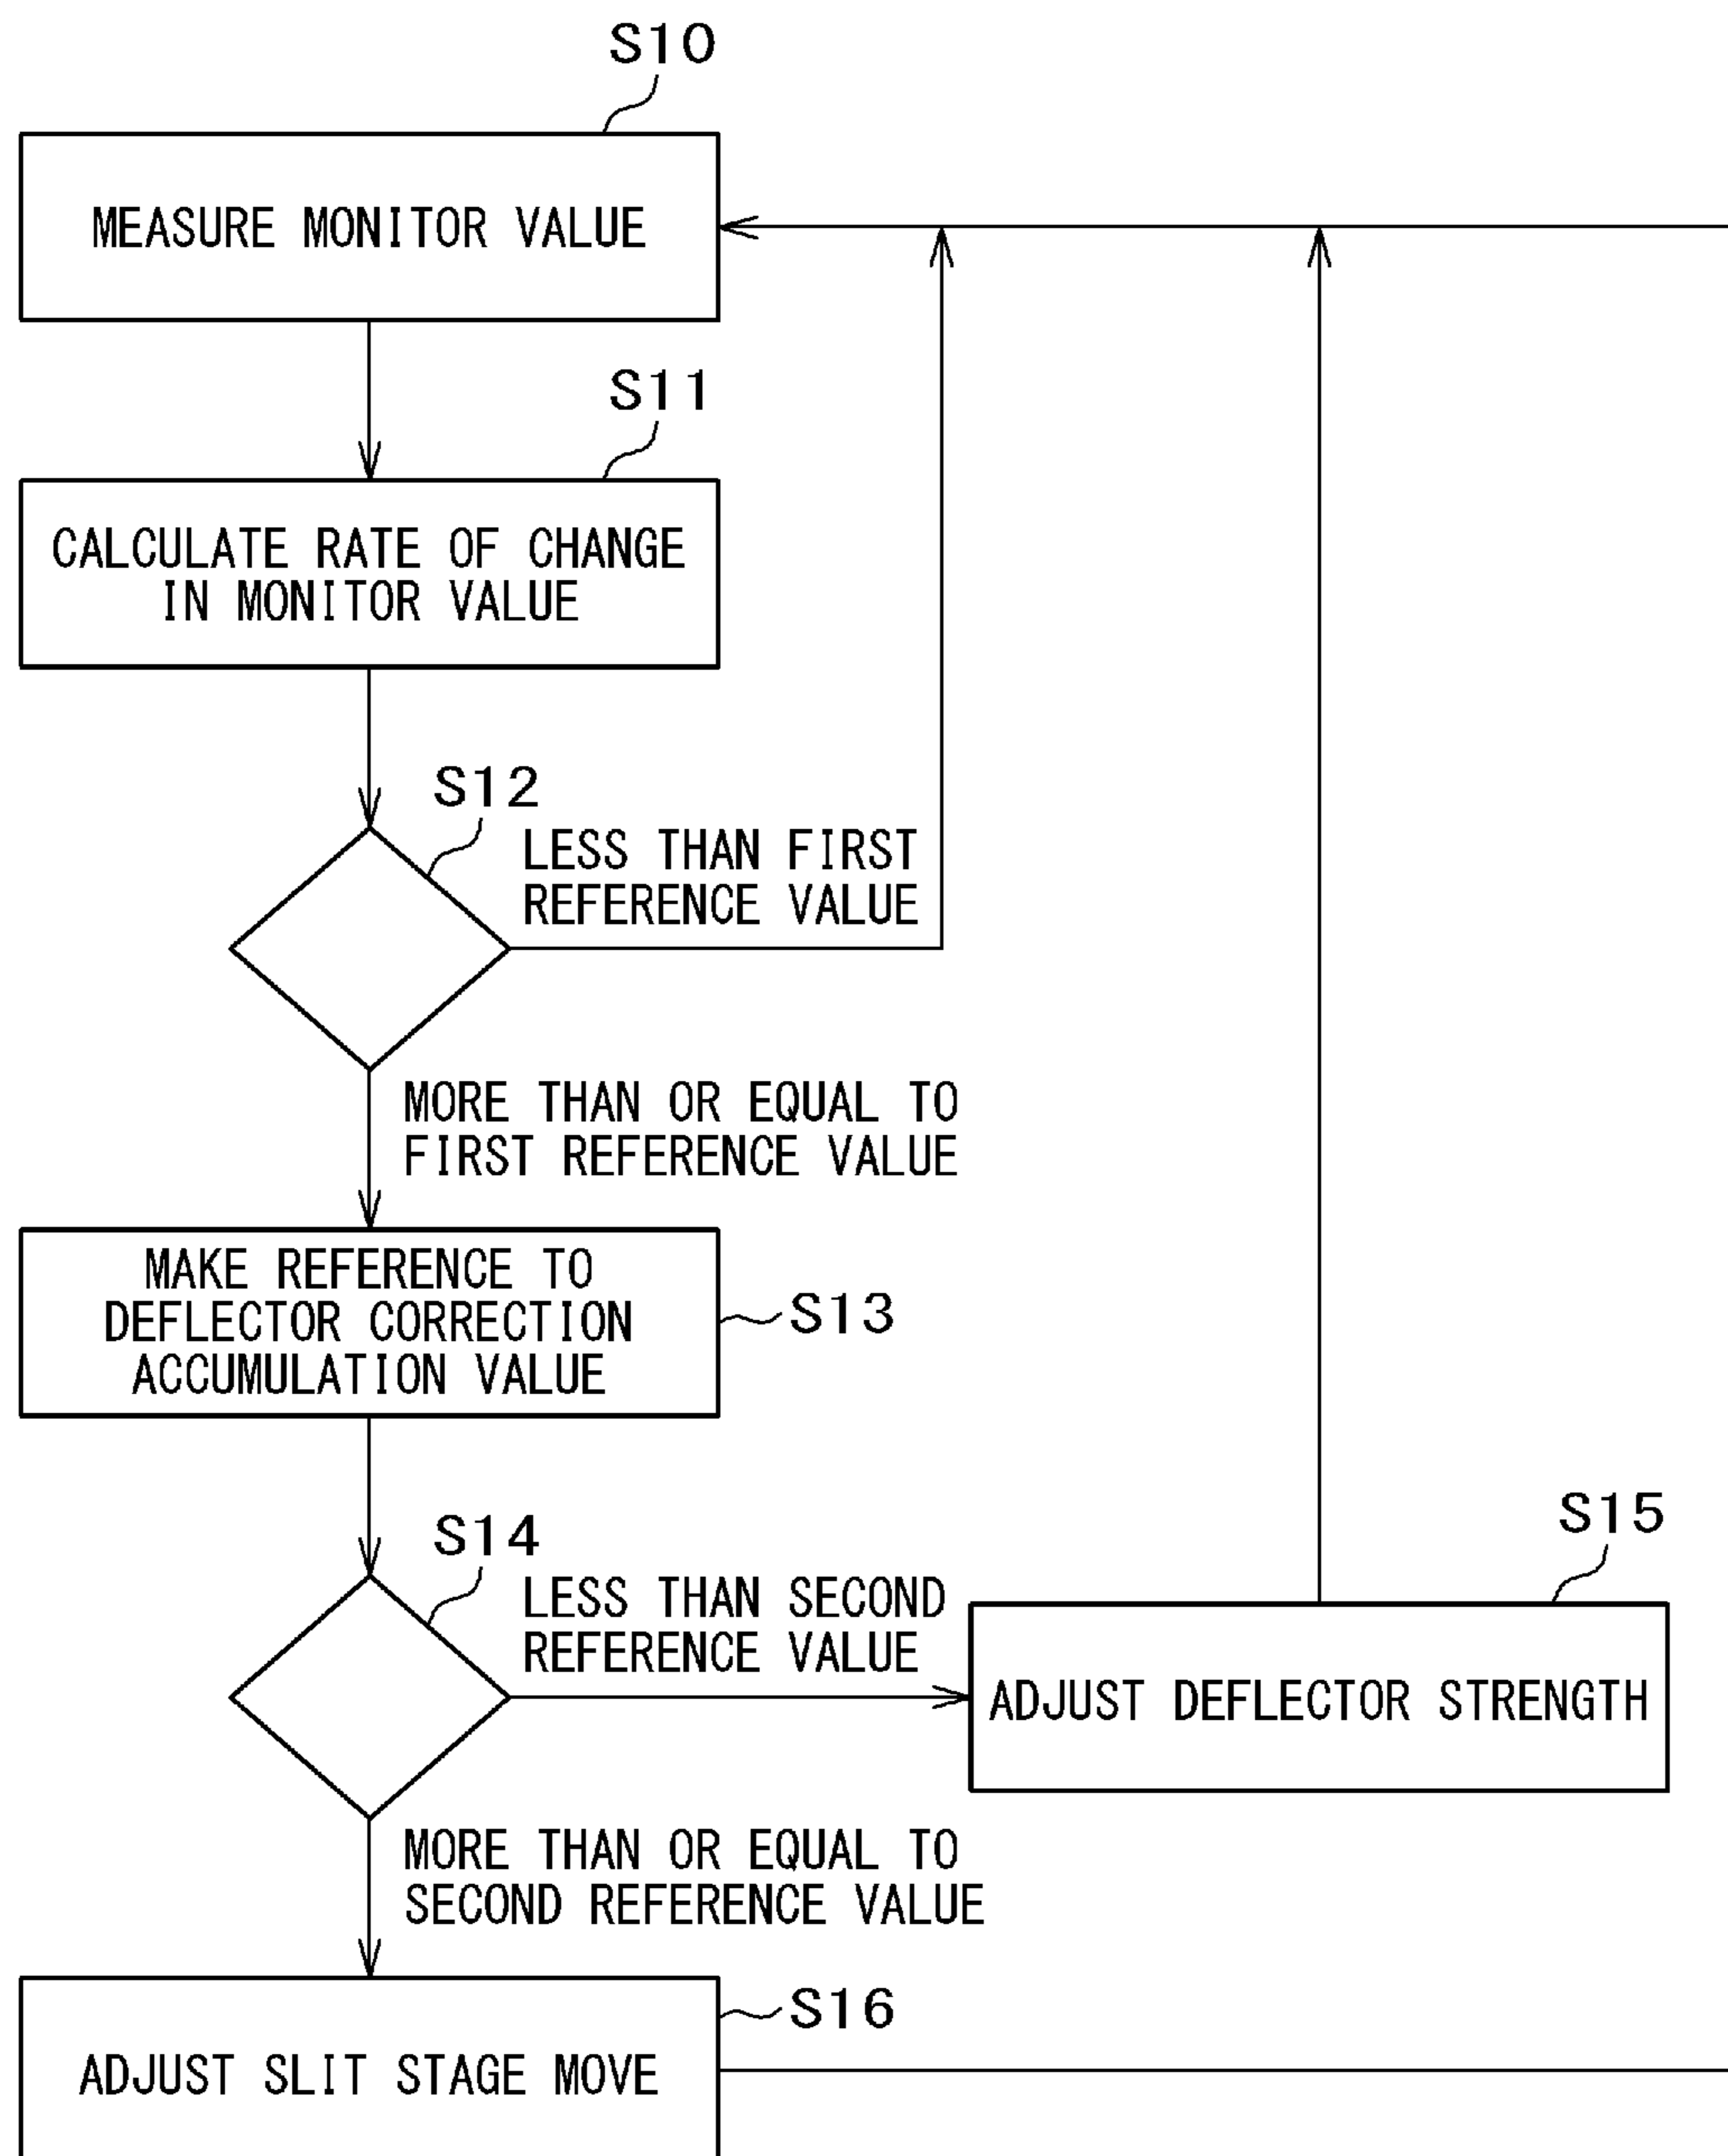 S10
MEASURE MONITOR VALUE
S11
CALCULATE RATE OF CHANGE
IN MONITOR VALUE
S12
LESS THAN FIRST
REFERENCE VALUE
MORE THAN OR EQUAL TO
FIRST REFERENCE VALUE
MAKE REFERENCE TO
DEFLECTOR CORRECTION
ACCUMULATION VALUE
S13
S14
LESS THAN SECOND
REFERENCE VALUE
S15
ADJUST DEFLECTOR STRENGTH
MORE THAN OR EQUAL TO
SECOND REFERENCE VALUE
S16
ADJUST SLIT STAGE MOVE